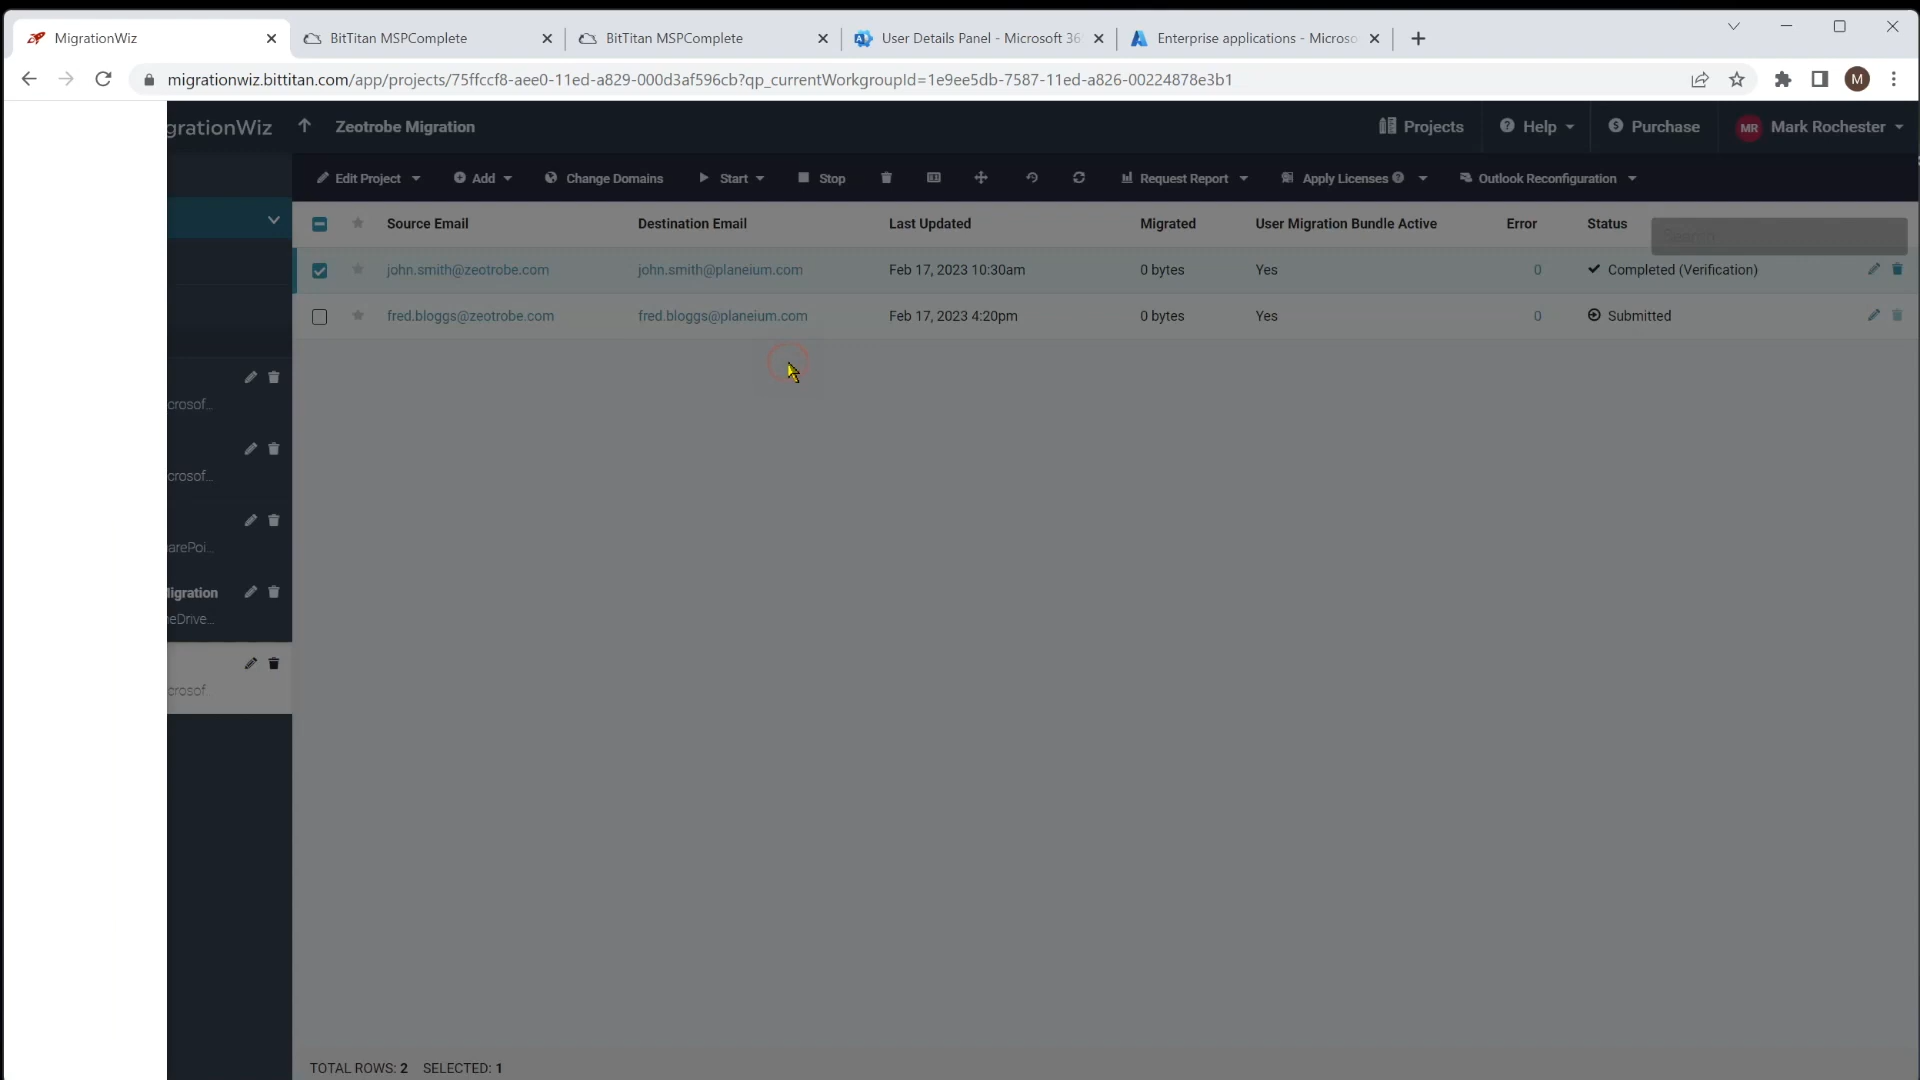 MigrationWiz
BitTitan MSPComplete
BitTitan MSPComplete
User Details Panel - Microsoft 36
Enterprise applications - Microso
migrationwiz.bittitan.com/app/projects/75ffccf8-aee0-11ed-a829-000d3af596cb?qp_currentWorkgroupId=1e9ee5db-7587-11ed-a826-00224878e3b1
M
grationWiz
Zeotrobe Migration
Projects
Help
Purchase
MR
Mark Rochester
Edit Project
Add
Change Domains
Start
Stop
Request Report
Apply Licenses
Outlook Reconfiguration
Source Email
Destination Email
Last Updated
Migrated
User Migration Bundle Active
Error
Status
john.smith@zeotrobe.com
john.smith@planeium.com
Feb 17, 2023 10:30am
0 bytes
Yes
0
Completed (Verification)
fred.bloggs@zeotrobe.com
fred.bloggs@planeium.com
Feb 17, 2023 4:20pm
0 bytes
Yes
0
Submitted
crosof...
crosof...
arePoi...
ligration
eDrive...
crosof.
TOTAL ROWS: 2 SELECTED: 1